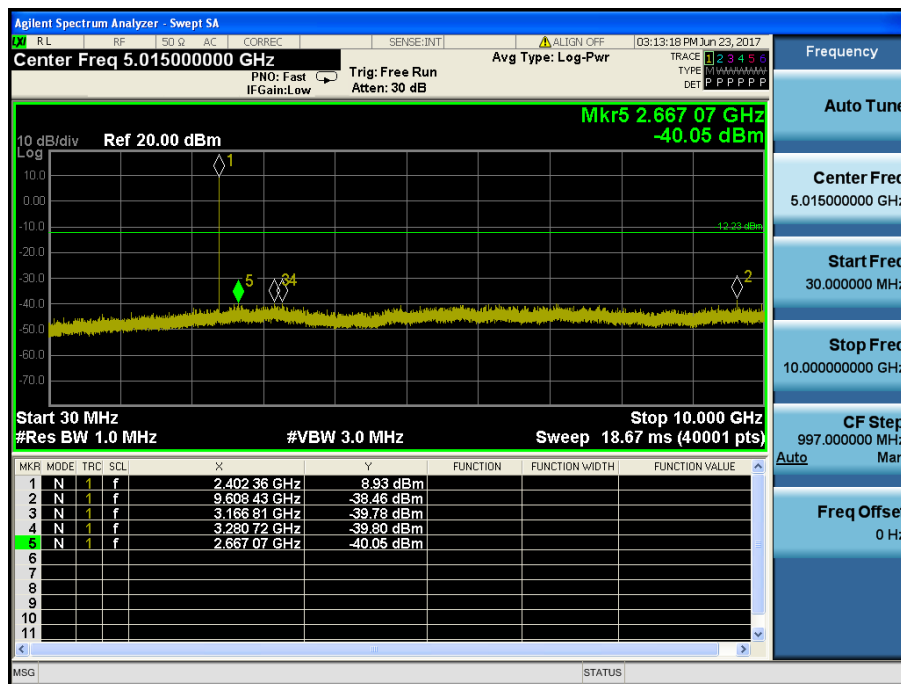 Agilent Spectrum Analyzer - Swept SA
LXI RL RF 50 Ω AC CORREC SENSE:INT ALIGN OFF 03:13:18 PM Jun 23, 2017
Center Freq 5.015000000 GHz
PNO: Fast
IFGain:Low
Trig: Free Run
Atten: 30 dB
Avg Type: Log-Pwr
TRACE 1 2 3 4 5 6
TYPE M
DET P P P P P P
Mkr5 2.667 07 GHz
-40.05 dBm
10 dB/div Ref 20.00 dBm
Log
10.0
0.00
-10.0
-20.0
-30.0
-40.0
-50.0
-60.0
-70.0
1
-12.23 dBm
5
3 4
2
Start 30 MHz Stop 10.000 GHz
#Res BW 1.0 MHz #VBW 3.0 MHz Sweep 18.67 ms (40001 pts)
MKR MODE TRC SCL X Y FUNCTION FUNCTION WIDTH FUNCTION VALUE
1 N 1 f 2.402 36 GHz 8.93 dBm
2 N 1 f 9.608 43 GHz -38.46 dBm
3 N 1 f 3.166 81 GHz -39.78 dBm
4 N 1 f 3.280 72 GHz -39.80 dBm
5 N 1 f 2.667 07 GHz -40.05 dBm
6
7
8
9
10
11
MSG STATUS
Frequency
Auto Tune
Center Freq
5.015000000 GHz
Start Freq
30.000000 MHz
Stop Freq
10.000000000 GHz
CF Step
997.000000 MHz
Auto Man
Freq Offset
0 Hz